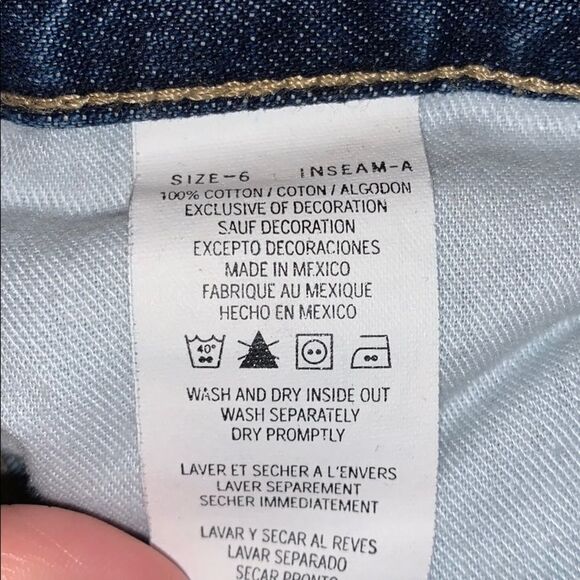 SIZE-6 INSEAM-A
100% COTTON / COTON / ALGODON
EXCLUSIVE OF DECORATION
SAUF DECORATION
EXCEPTO DECORACIONES
MADE IN MEXICO
FABRIQUE AU MEXIQUE
HECHO EN MEXICO
40°
WASH AND DRY INSIDE OUT
WASH SEPARATELY
DRY PROMPTLY
LAVER ET SECHER A L'ENVERS
LAVER SEPAREMENT
SECHER IMMEDIATEMENT
LAVAR Y SECAR AL REVES
LAVAR SEPARADO
SECAR PRONTO